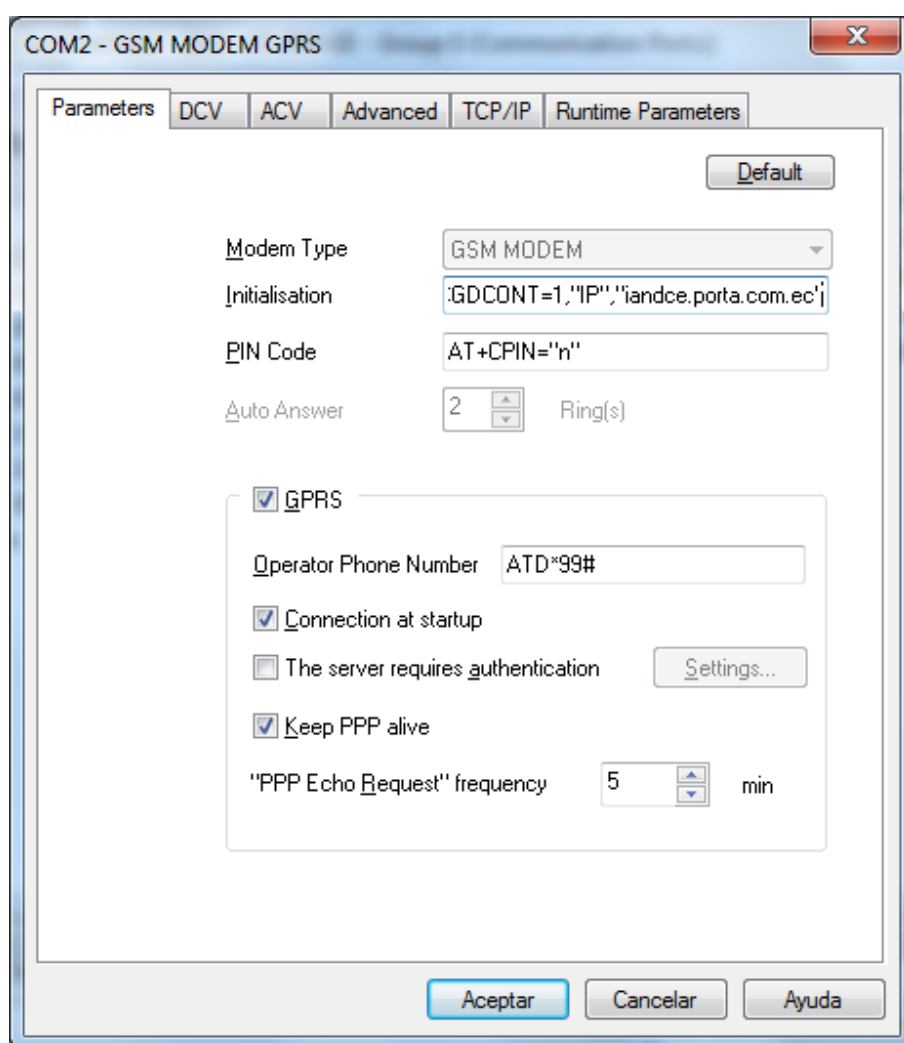 COM2 - GSM MODEM GPRS
Parameters DCV ACV Advanced TCP/IP Runtime Parameters
Default
Modem Type GSM MODEM
Initialisation :GDCONT=1,"IP","iandce.porta.com.ec"
PIN Code AT+CPIN="n"
Auto Answer 2 Ring(s)
GPRS
Operator Phone Number ATD*99#
Connection at startup
The server requires authentication Settings...
Keep PPP alive
"PPP Echo Request" frequency 5 min
Aceptar Cancelar Ayuda